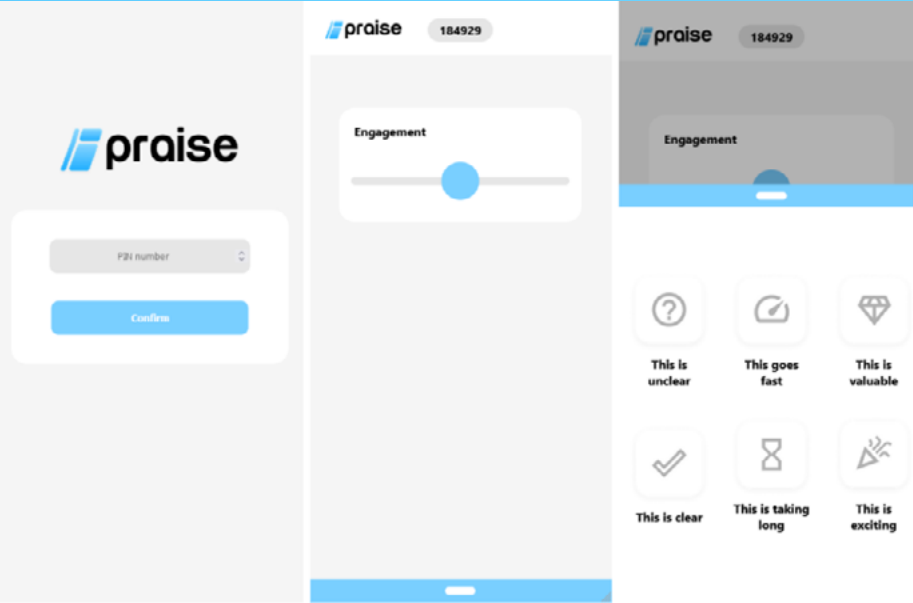 praise
PIN number
Confirm
praise
184929
Engagement
praise
184929
Engagement
This is
unclear
This goes
fast
This is
valuable
This is clear
This is taking
long
This is
exciting